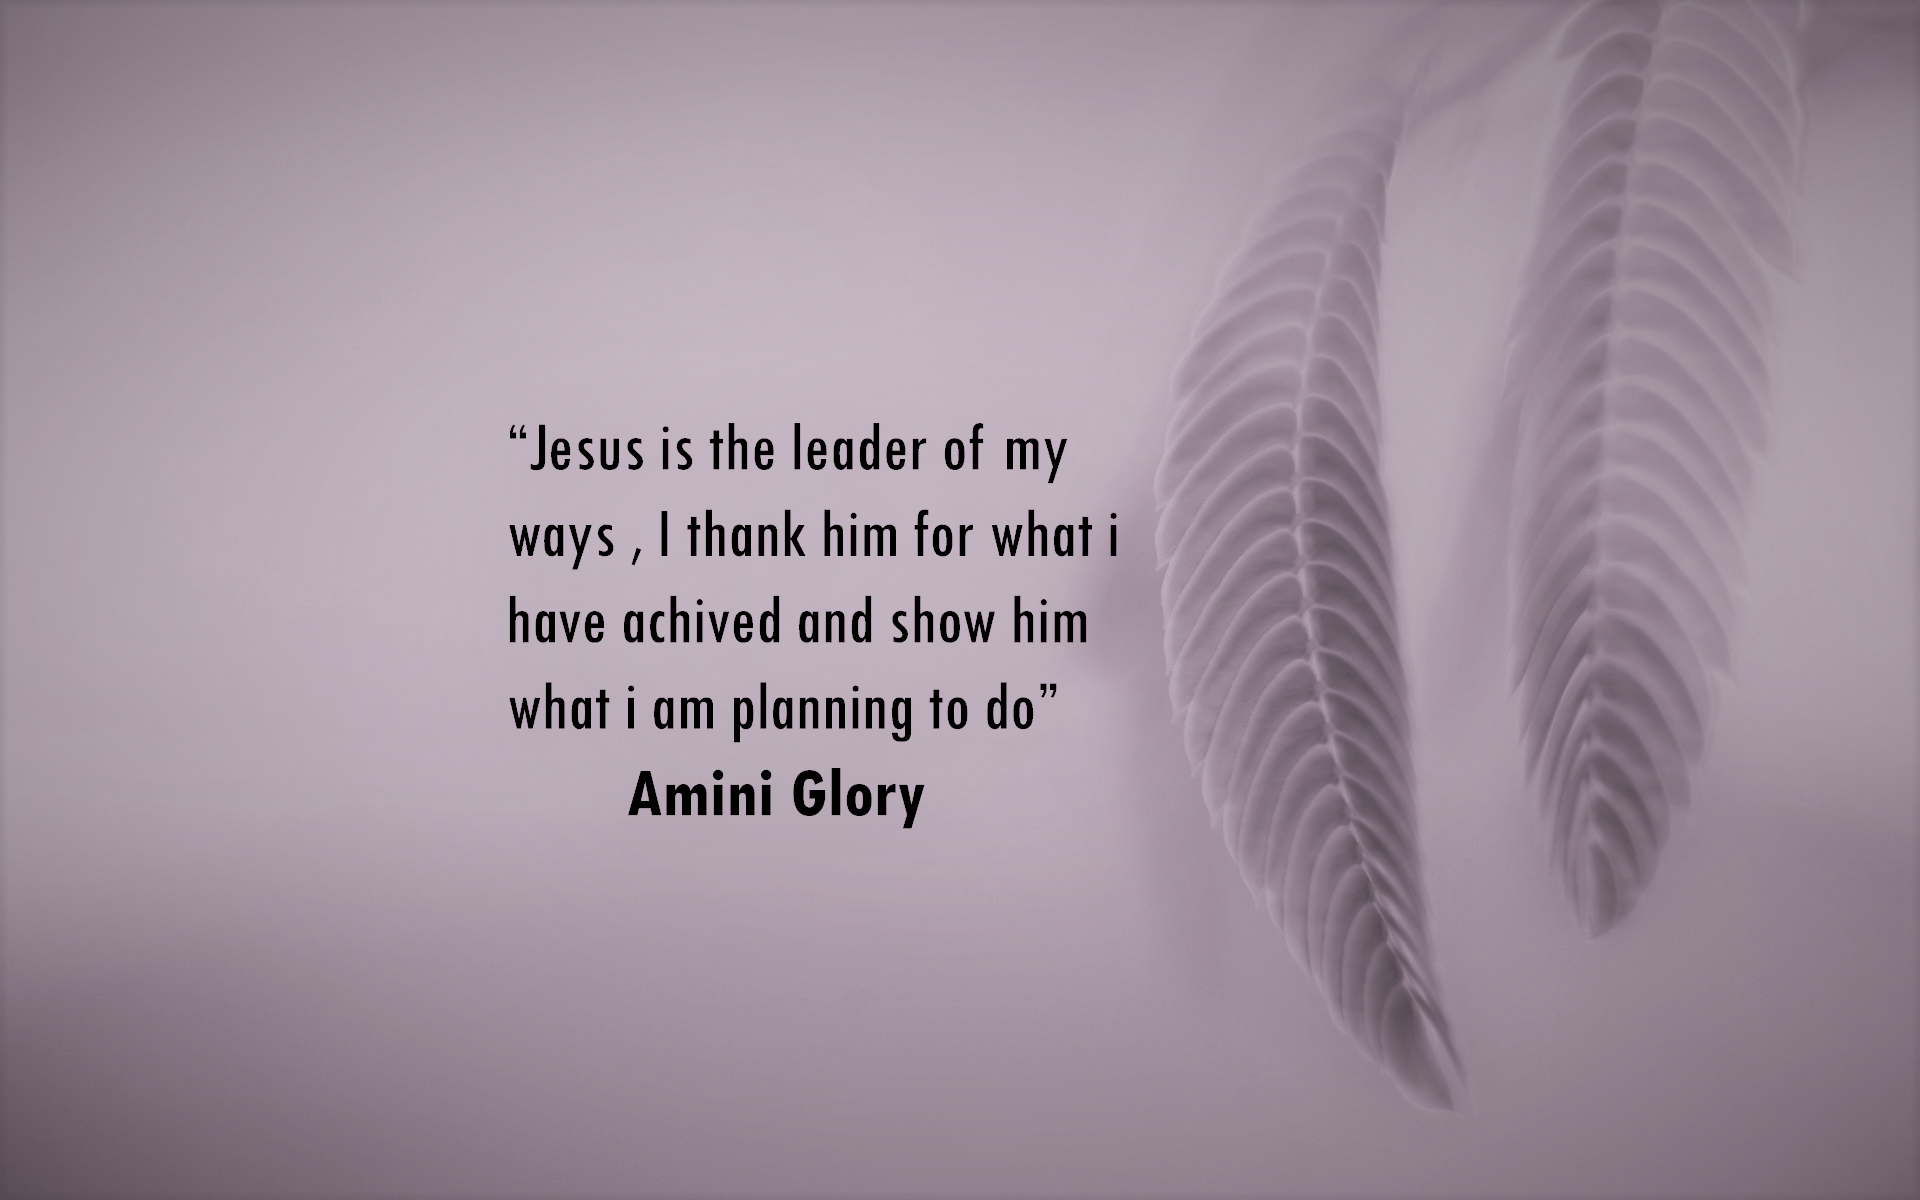 “Jesus is the leader of my
ways , I thank him for what i
have achived and show him
what i am planning to do”
Amini Glory